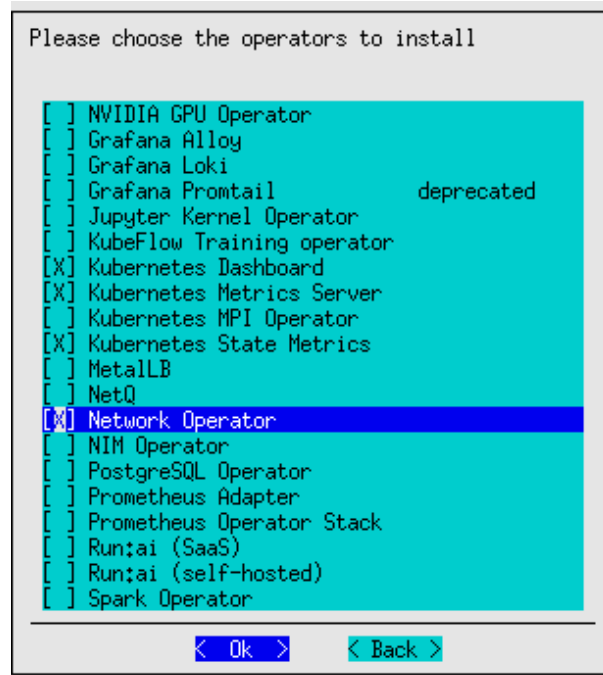 Please choose the operators to install
[ ] NVIDIA GPU Operator
[ ] Grafana Alloy
[ ] Grafana Loki
[ ] Grafana Promtail deprecated
[ ] Jupyter Kernel Operator
[ ] KubeFlow Training operator
[X] Kubernetes Dashboard
[X] Kubernetes Metrics Server
[ ] Kubernetes MPI Operator
[X] Kubernetes State Metrics
[ ] MetalLB
[ ] NetQ
[X] Network Operator
[ ] NIM Operator
[ ] PostgreSQL Operator
[ ] Prometheus Adapter
[ ] Prometheus Operator Stack
[ ] Run:ai (SaaS)
[ ] Run:ai (self-hosted)
[ ] Spark Operator
< Ok > < Back >